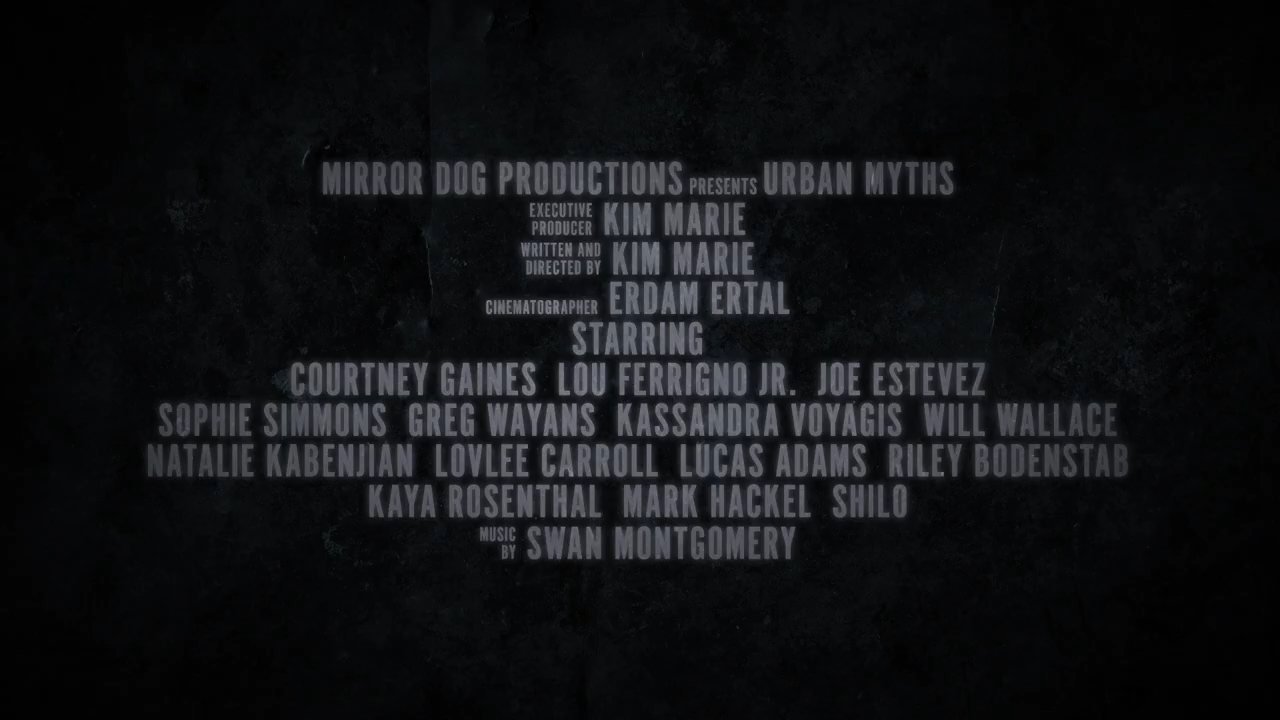 MIRROR DOG PRODUCTIONS PRESENTS URBAN MYTHS
EXECUTIVE PRODUCER KIM MARIE
WRITTEN AND DIRECTED BY KIM MARIE
CINEMATOGRAPHER ERDAM ERTAL
STARRING
COURTNEY GAINES LOU FERRIGNO JR. JOE ESTEVEZ
SOPHIE SIMMONS GREG WAYANS KASSANDRA VOYAGIS WILL WALLACE
NATALIE KABENJIAN LOVLEE CARROLL LUCAS ADAMS RILEY BODENSTAB
KAYA ROSENTHAL MARK HACKEL SHILO
MUSIC BY SWAN MONTGOMERY